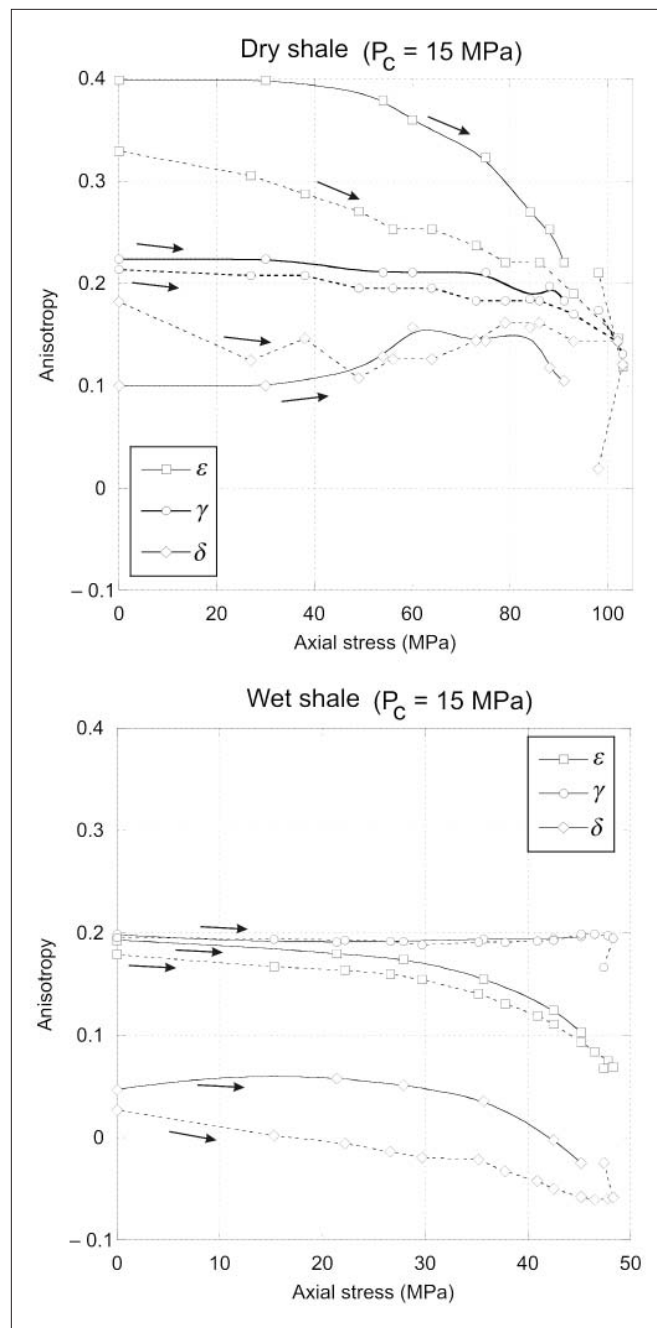 Dry shale (Pc = 15 MPa)
0.4
0.3
0.2
0.1
0
– 0.1
Anisotropy
ε
γ
δ
0 20 40 60 80 100
Axial stress (MPa)
Wet shale (Pc = 15 MPa)
0.4
0.3
0.2
0.1
0
– 0.1
Anisotropy
ε
γ
δ
0 10 20 30 40 50
Axial stress (MPa)